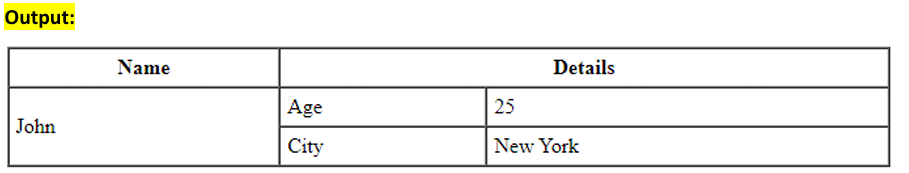 Output:
Name Details
John Age 25
City New York